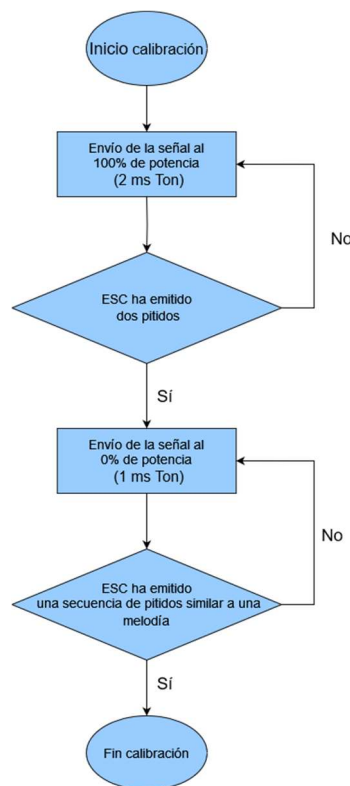 Inicio calibración
Envío de la señal al
100% de potencia
(2 ms Ton)
No
ESC ha emitido
dos pitidos
Sí
Envío de la señal al
0% de potencia
(1 ms Ton)
No
ESC ha emitido
una secuencia de pitidos similar a una
melodía
Sí
Fin calibración